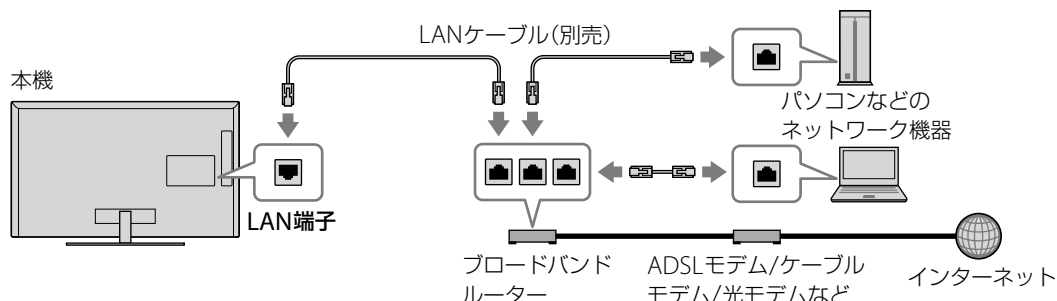 LANケーブル（別売）
本機
パソコンなどの
ネットワーク機器
LAN端子
ブロードバンド
ルーター
ADSLモデム/ケーブル
モデム/光モデムなど
インターネット